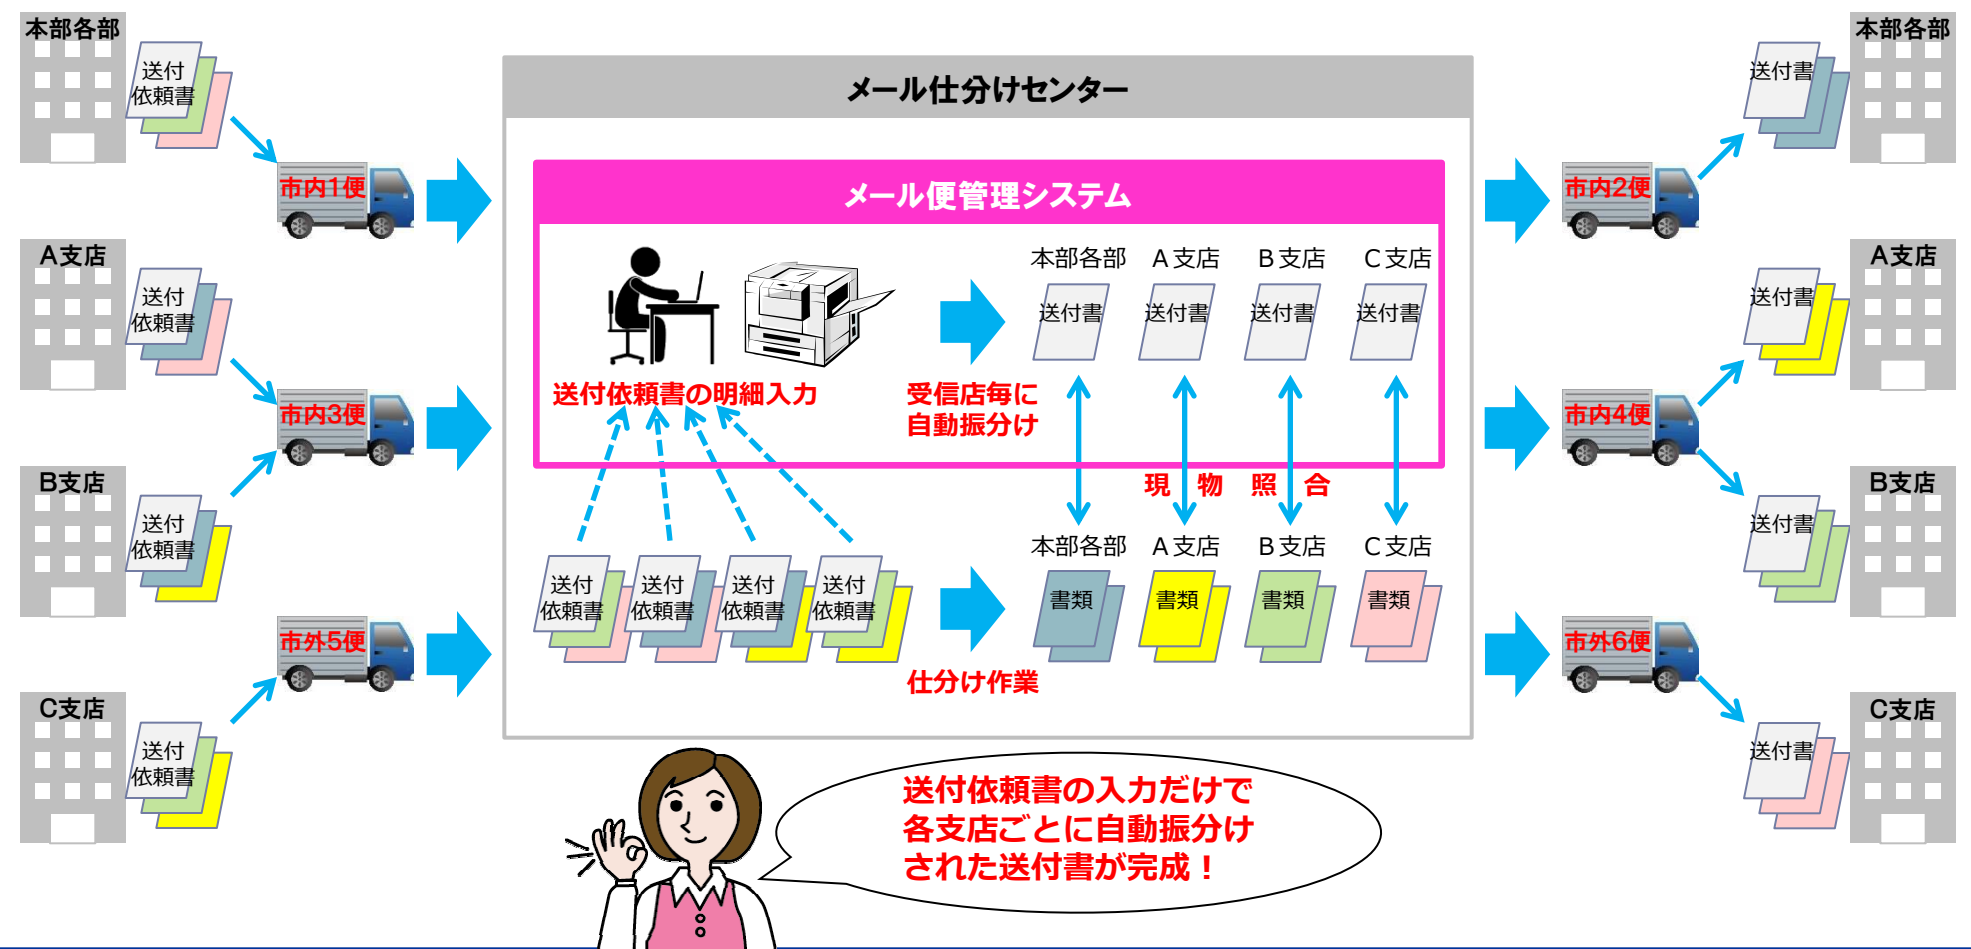 本部各部
送付
依頼書
市内1便
A支店
送付
依頼書
市内3便
B支店
送付
依頼書
市外5便
C支店
送付
依頼書
メール仕分けセンター
メール便管理システム
送付依頼書の明細入力
受信店毎に
自動振分け
本部各部 A支店 B支店 C支店
送付書 送付書 送付書 送付書
現物照合
送付
依頼書
送付
依頼書
送付
依頼書
送付
依頼書
仕分け作業
本部各部 A支店 B支店 C支店
書類 書類 書類 書類
市内2便
送付書
本部各部
市内4便
送付書
A支店
送付書
B支店
市外6便
送付書
C支店
送付依頼書の入力だけで
各支店ごとに自動振分け
された送付書が完成！